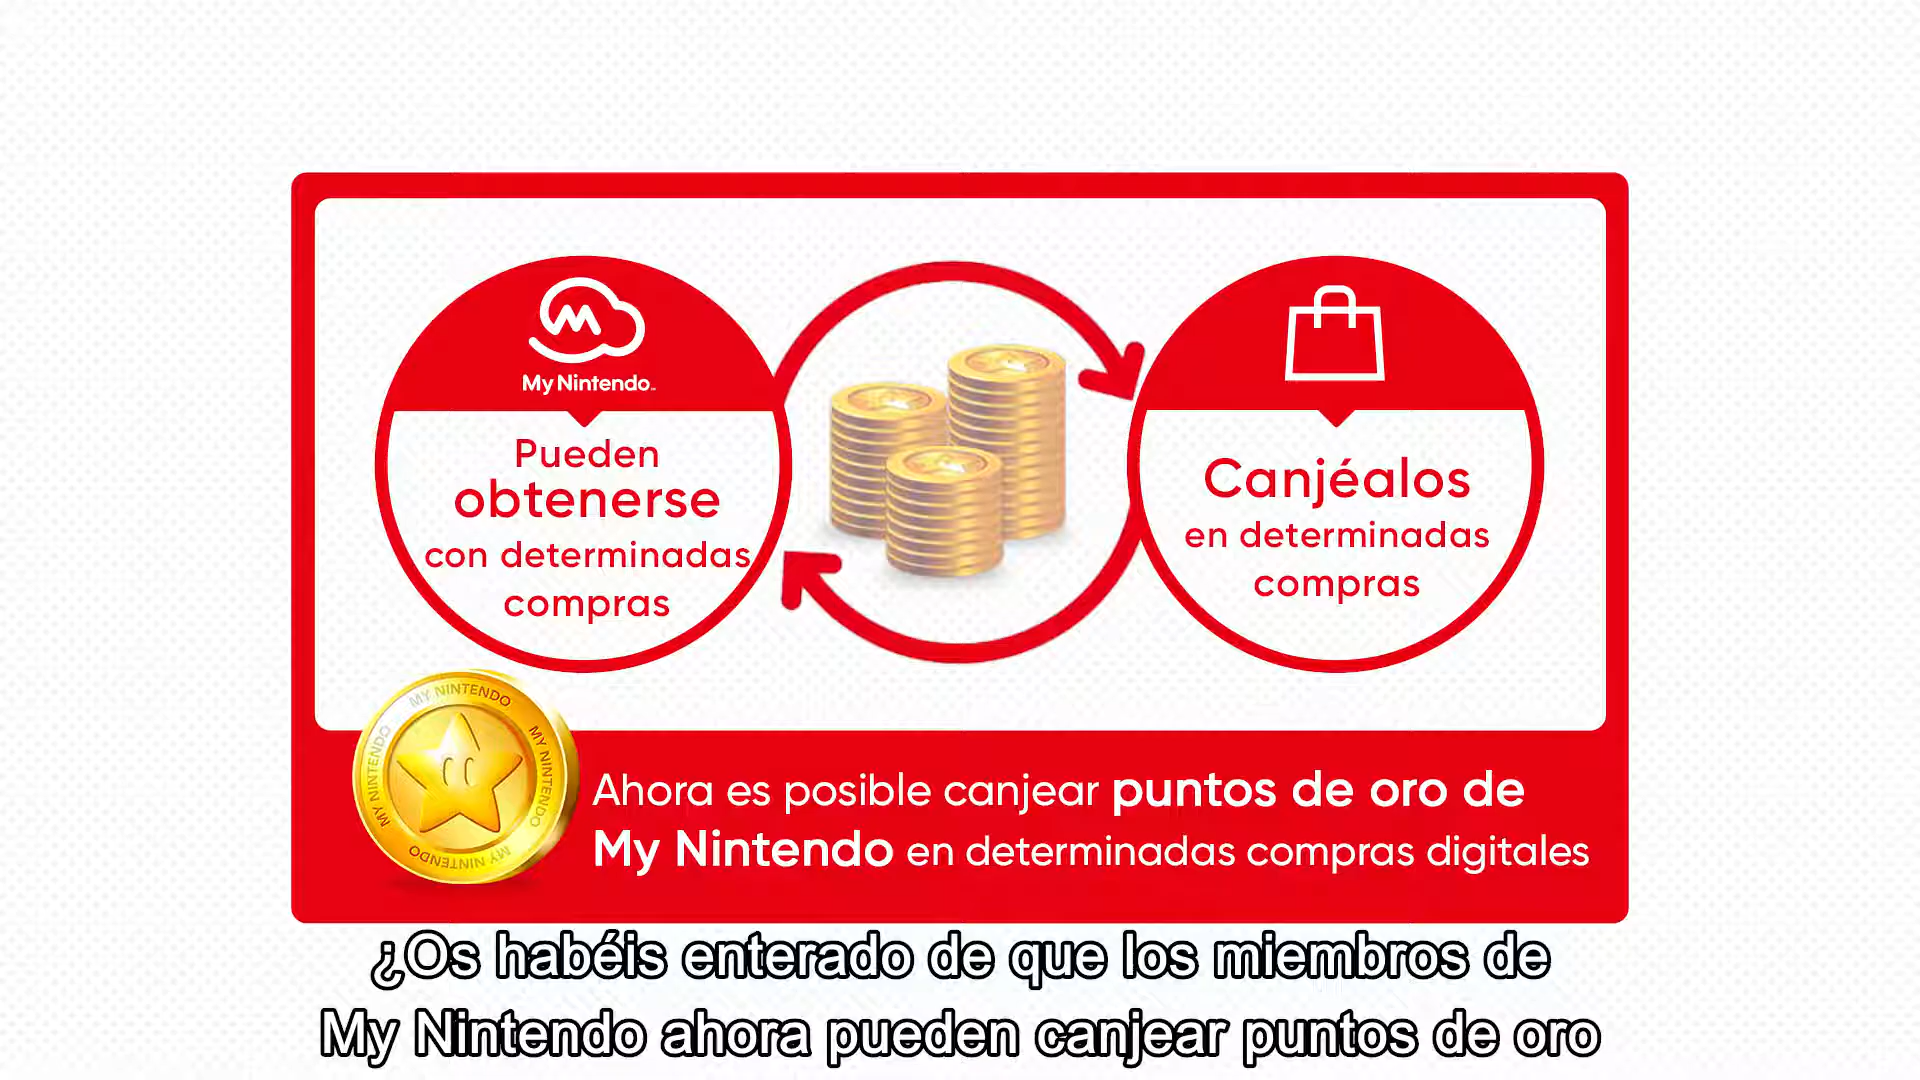 My Nintendo
Pueden
obtenerse
con determinadas
compras
Canjéalos
en determinadas
compras
MY NINTENDO MY NINTENDO MY NINTENDO MY NINTENDO
Ahora es posible canjear puntos de oro de
My Nintendo en determinadas compras digitales
¿Os habéis enterado de que los miembros de
My Nintendo ahora pueden canjear puntos de oro